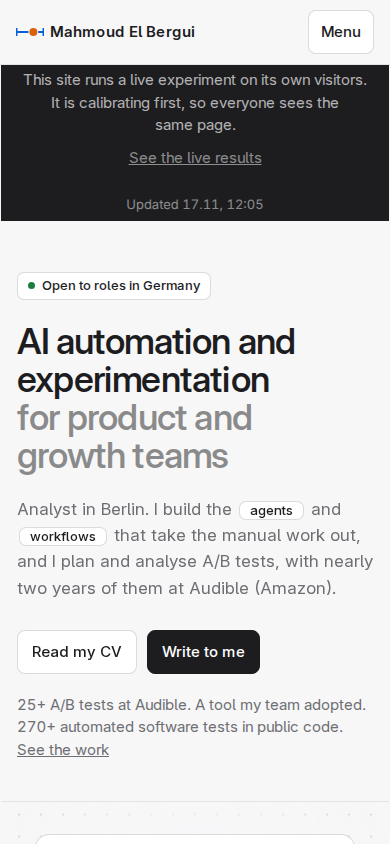 Mahmoud El Bergui
Menu
This site runs a live experiment on its own visitors.
It is calibrating first, so everyone sees the
same page.
See the live results
Updated 17.11, 12:05
Open to roles in Germany
AI automation and
experimentation
for product and
growth teams
Analyst in Berlin. I build the agents and
workflows that take the manual work out,
and I plan and analyse A/B tests, with nearly
two years of them at Audible (Amazon).
Read my CV
Write to me
25+ A/B tests at Audible. A tool my team adopted.
270+ automated software tests in public code.
See the work